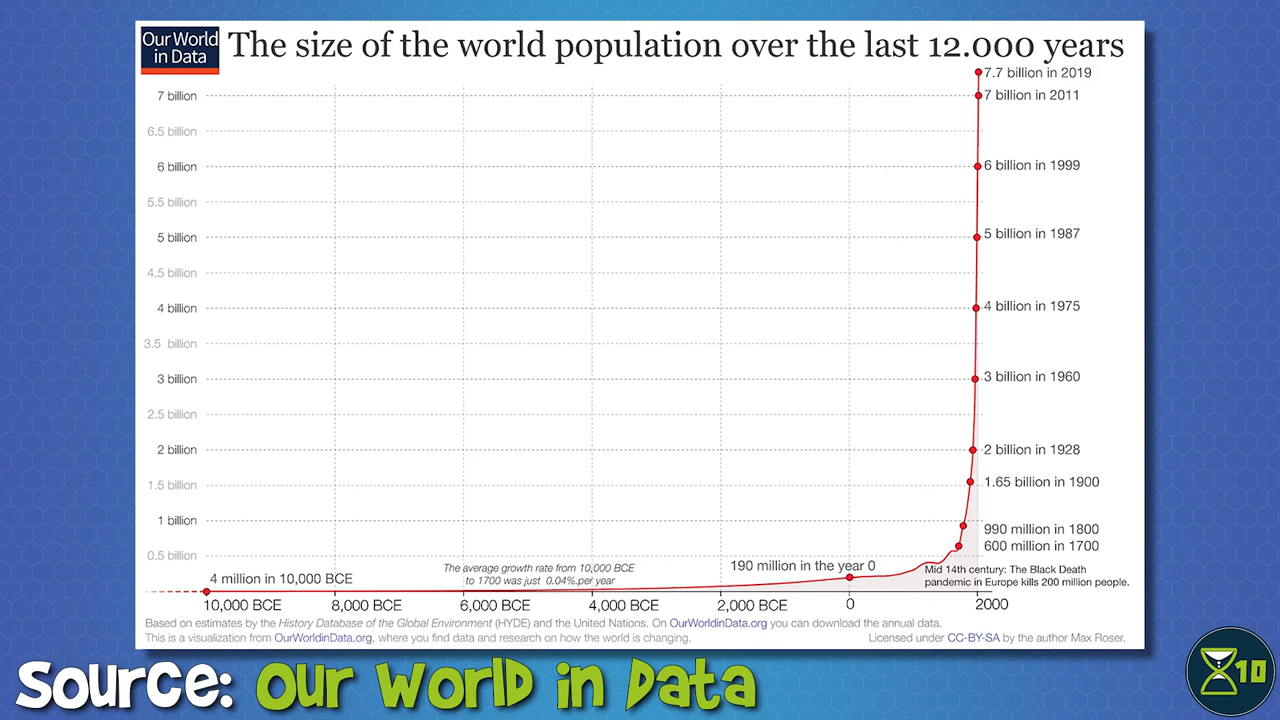 Our World
in Data
The size of the world population over the last 12.000 years
7.7 billion in 2019
7 billion
7 billion in 2011
6.5 billion
6 billion
6 billion in 1999
5.5 billion
5 billion
5 billion in 1987
4.5 billion
4 billion
4 billion in 1975
3.5 billion
3 billion
3 billion in 1960
2.5 billion
2 billion
2 billion in 1928
1.5 billion
1.65 billion in 1900
1 billion
990 million in 1800
0.5 billion
600 million in 1700
4 million in 10,000 BCE
The average growth rate from 10,000 BCE
to 1700 was just 0.04% per year
190 million in the year 0
Mid 14th century: The Black Death
pandemic in Europe kills 200 million people.
10,000 BCE
8,000 BCE
6,000 BCE
4,000 BCE
2,000 BCE
0
2000
Based on estimates by the History Database of the Global Environment (HYDE) and the United Nations. On OurWorldinData.org you can download the annual data.
This is a visualization from OurWorldinData.org, where you find data and research on how the world is changing.
Licensed under CC-BY-SA by the author Max Roser.
Source: Our World in Data
10